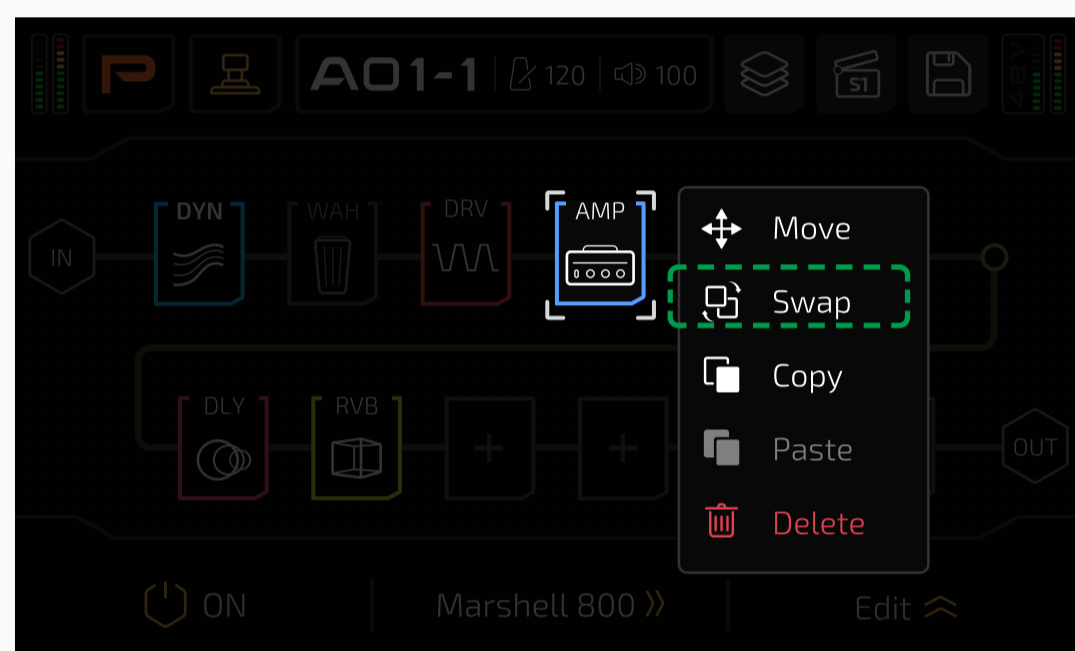 A01-1 120 100 S1 48V
DYN WAH DRV AMP
IN
Move
Swap
Copy
Paste
Delete
DLY RVB
OUT
ON Marshell 800 Edit